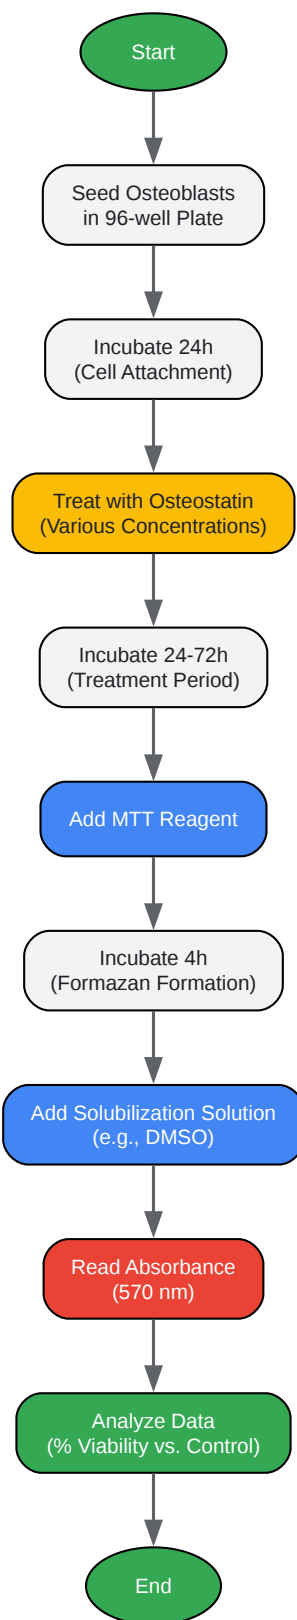 Start
Seed Osteoblasts
in 96-well Plate
Incubate 24h
(Cell Attachment)
Treat with Osteostatin
(Various Concentrations)
Incubate 24-72h
(Treatment Period)
Add MTT Reagent
Incubate 4h
(Formazan Formation)
Add Solubilization Solution
(e.g., DMSO)
Read Absorbance
(570 nm)
Analyze Data
(% Viability vs. Control)
End